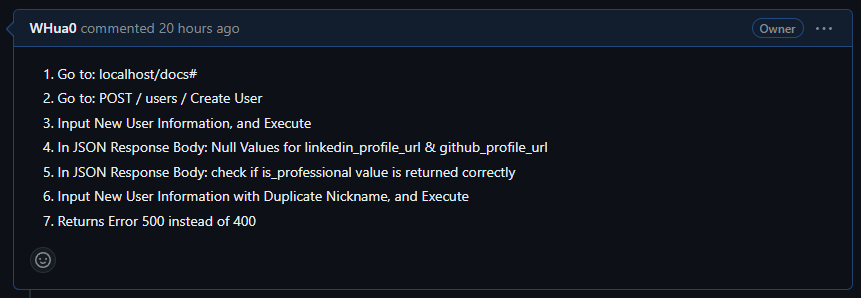 WHua0 commented 20 hours ago Owner ...
1. Go to: localhost/docs#
2. Go to: POST / users / Create User
3. Input New User Information, and Execute
4. In JSON Response Body: Null Values for linkedin_profile_url & github_profile_url
5. In JSON Response Body: check if is_professional value is returned correctly
6. Input New User Information with Duplicate Nickname, and Execute
7. Returns Error 500 instead of 400